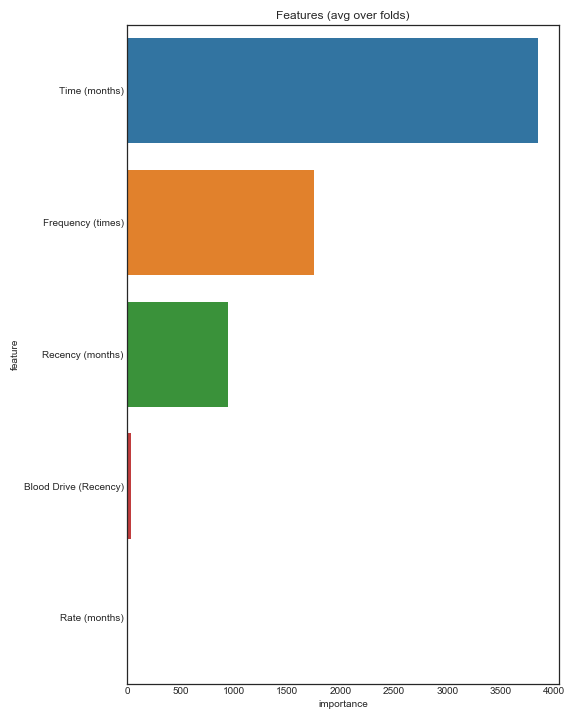 Features (avg over folds)
Time (months)
Frequency (times)
Recency (months)
feature
Blood Drive (Recency)
Rate (months)
0 500 1000 1500 2000 2500 3000 3500 4000
importance